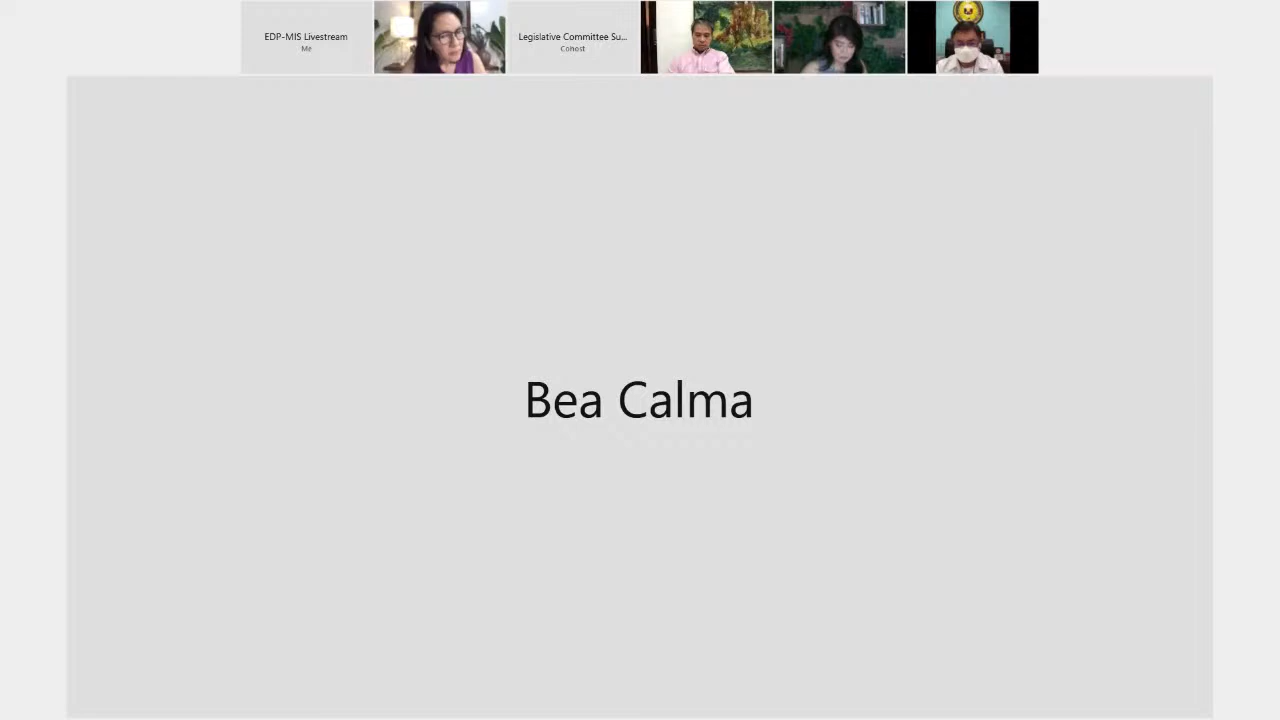 EDP-MIS Livestream
Me
Legislative Committee Su...
Cohost
Bea Calma